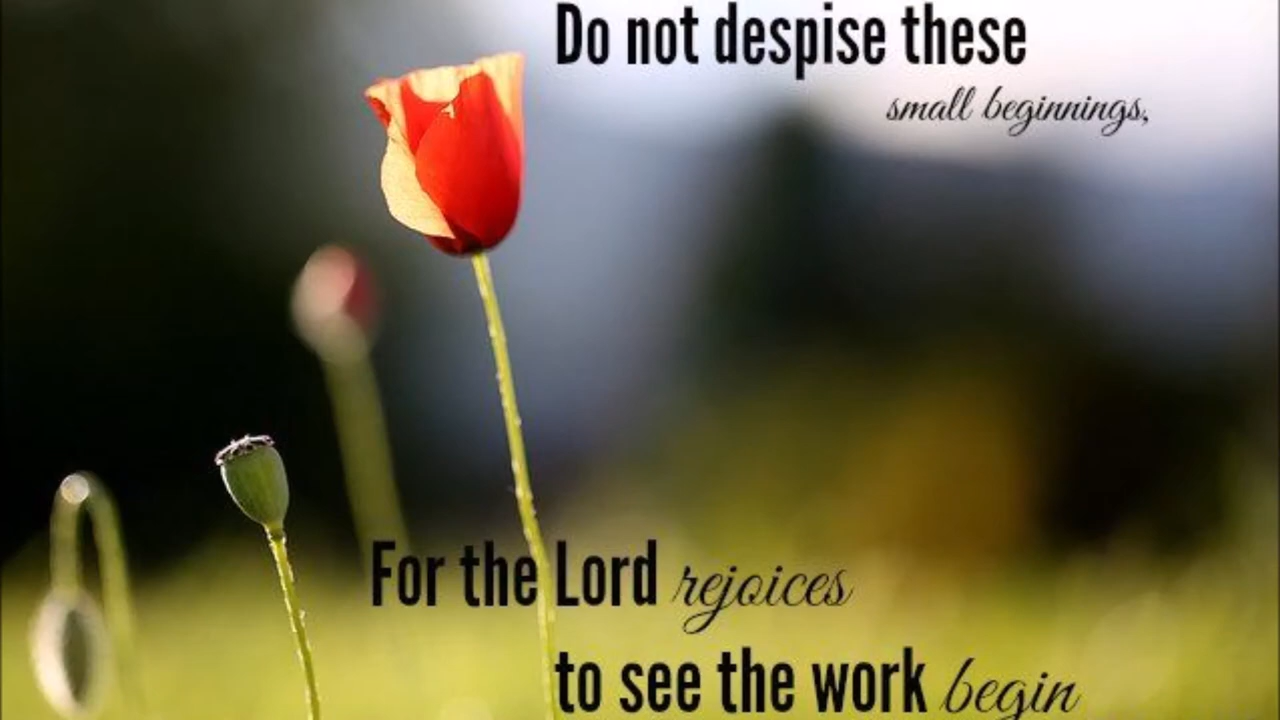 Do not despise these
small beginnings,
For the Lord rejoices
to see the work begin